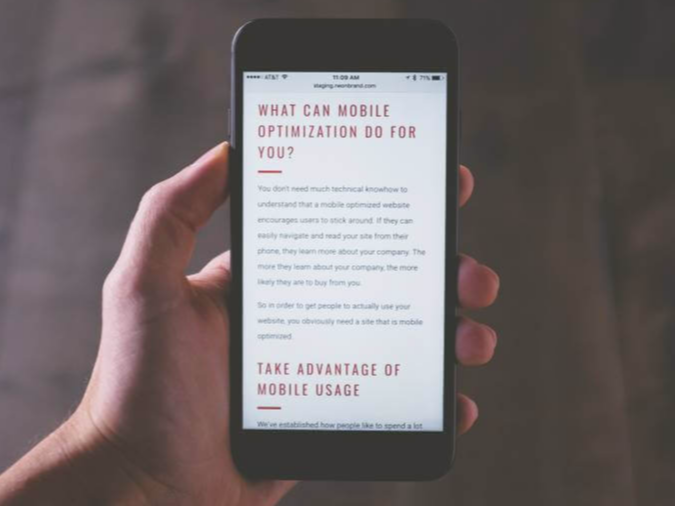 AT&T 11:09 AM 71%
staging.neonbrand.com
WHAT CAN MOBILE
OPTIMIZATION DO FOR
YOU?
You don't need much technical knowhow to
understand that a mobile optimized website
encourages users to stick around. If they can
easily navigate and read your site from their
phone, they learn more about your company. The
more they learn about your company, the more
likely they are to buy from you.
So in order to get people to actually use your
website, you obviously need a site that is mobile
optimized.
TAKE ADVANTAGE OF
MOBILE USAGE
We've established how people like to spend a lot